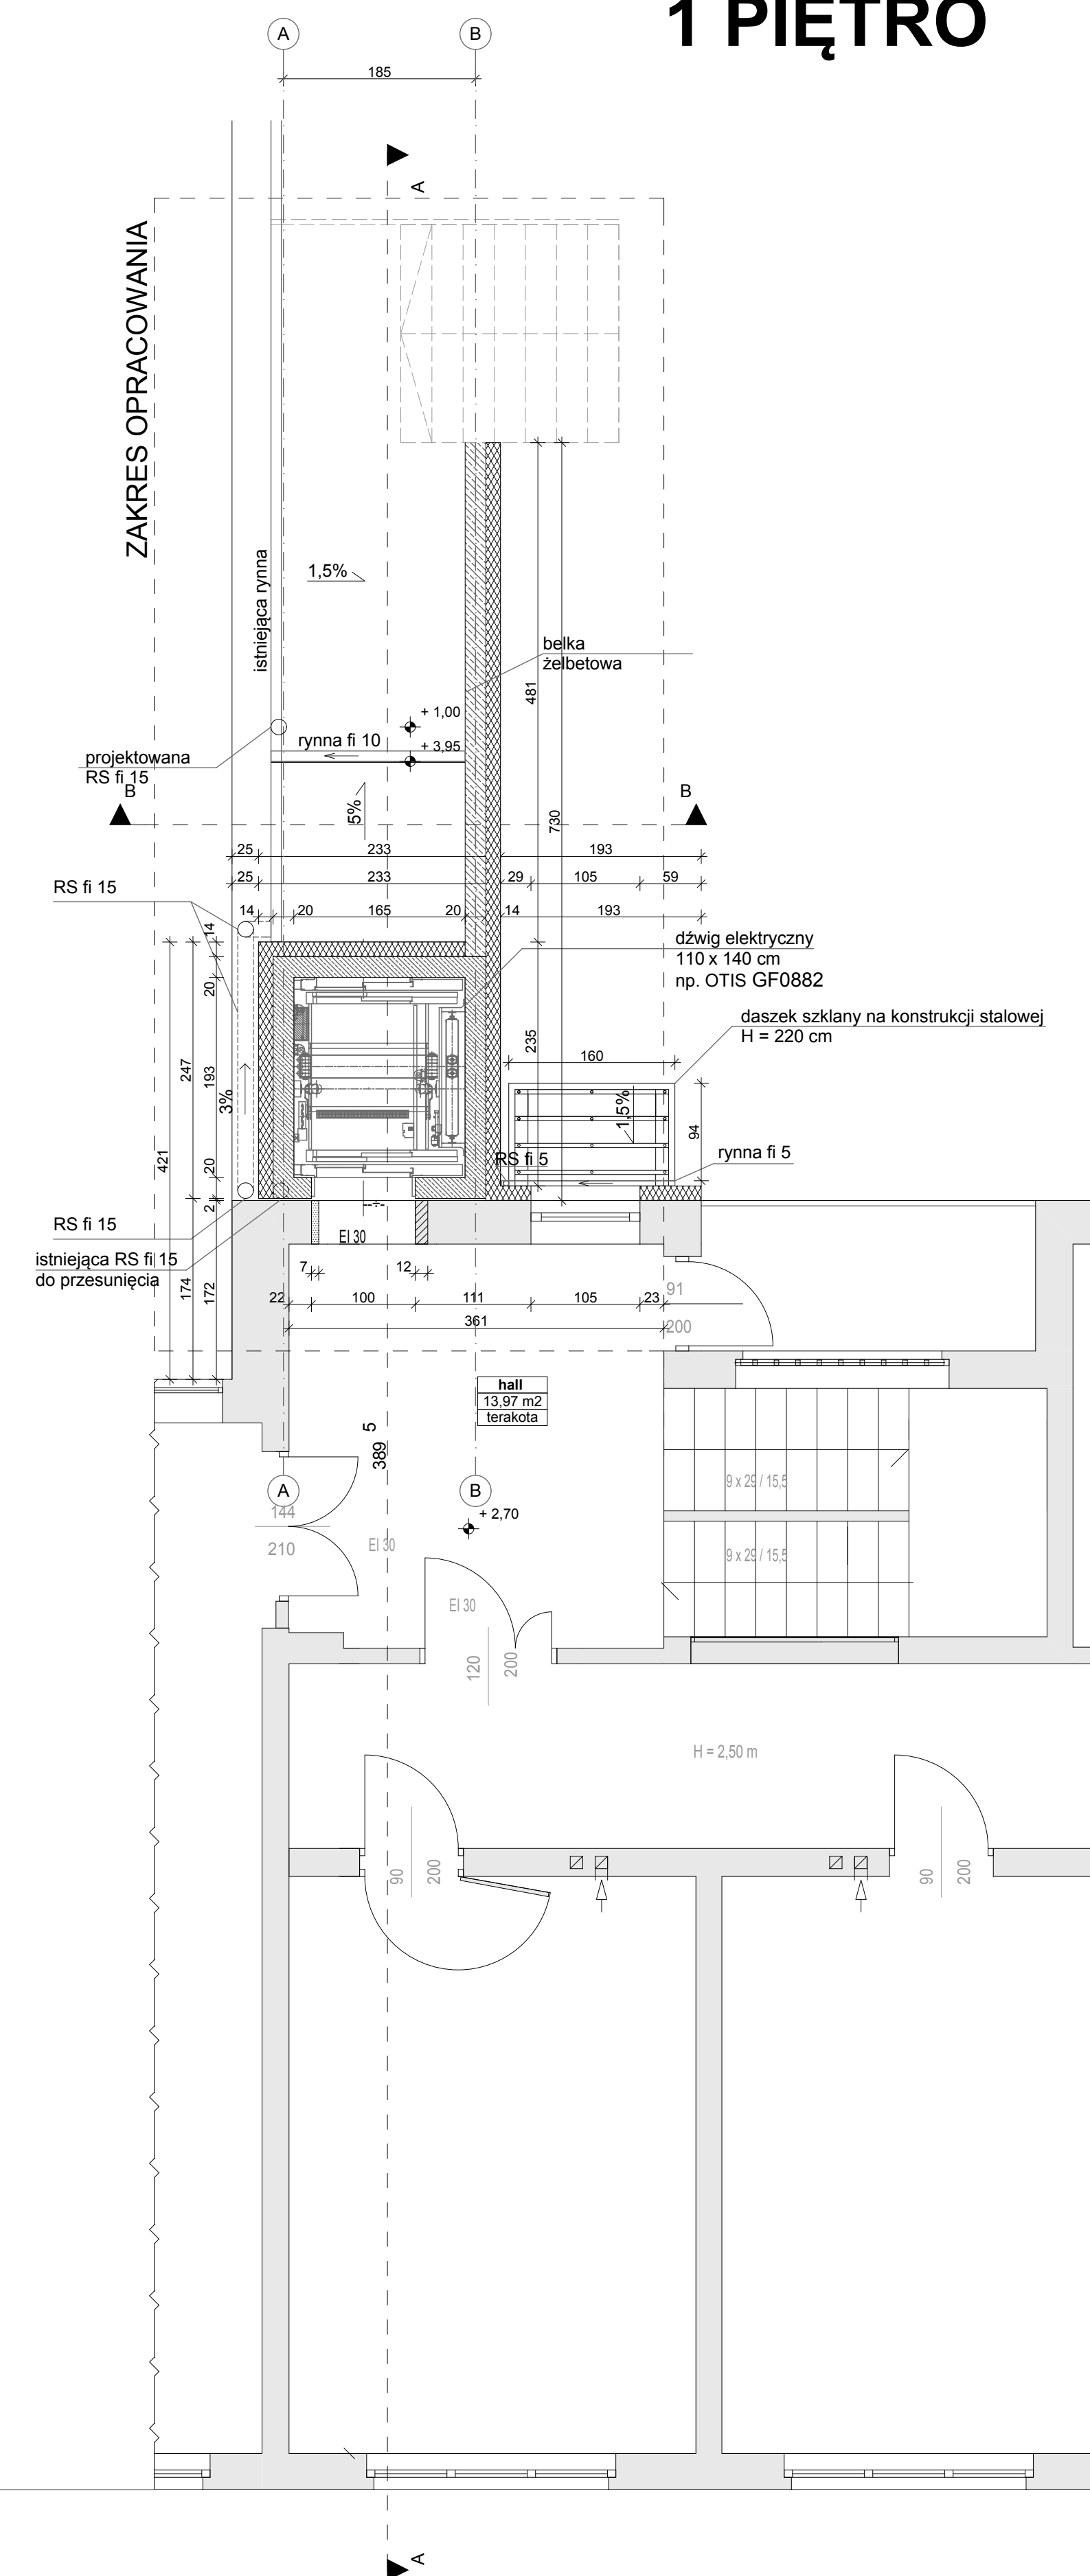 1 PIĘTRO
A
B
185
A
ZAKRES OPRACOWANIA
istniejąca rynna
1,5%
belka
żelbetowa
481
730
+ 1,00
rynna fi 10
+ 3,95
projektowana
RS fi 15
B
B
5%
25
233
193
25
233
29
105
59
RS fi 15
14
20
165
20
14
193
14
20
247
193
421
3%
20
2
dźwig elektryczny
110 x 140 cm
np. OTIS GF0882
daszek szklany na konstrukcji stalowej
H = 220 cm
235
160
1,5%
94
RS fi 5
rynna fi 5
RS fi 15
istniejąca RS fi 15
do przesunięcia
174
172
EI 30
7
12
22
100
111
105
23
361
91
200
hall
13,97 m2
terakota
5
389
A
B
144
210
+ 2,70
EI 30
EI 30
9 x 29 / 15,5
9 x 29 / 15,5
120
200
H = 2,50 m
90
200
90
200
A